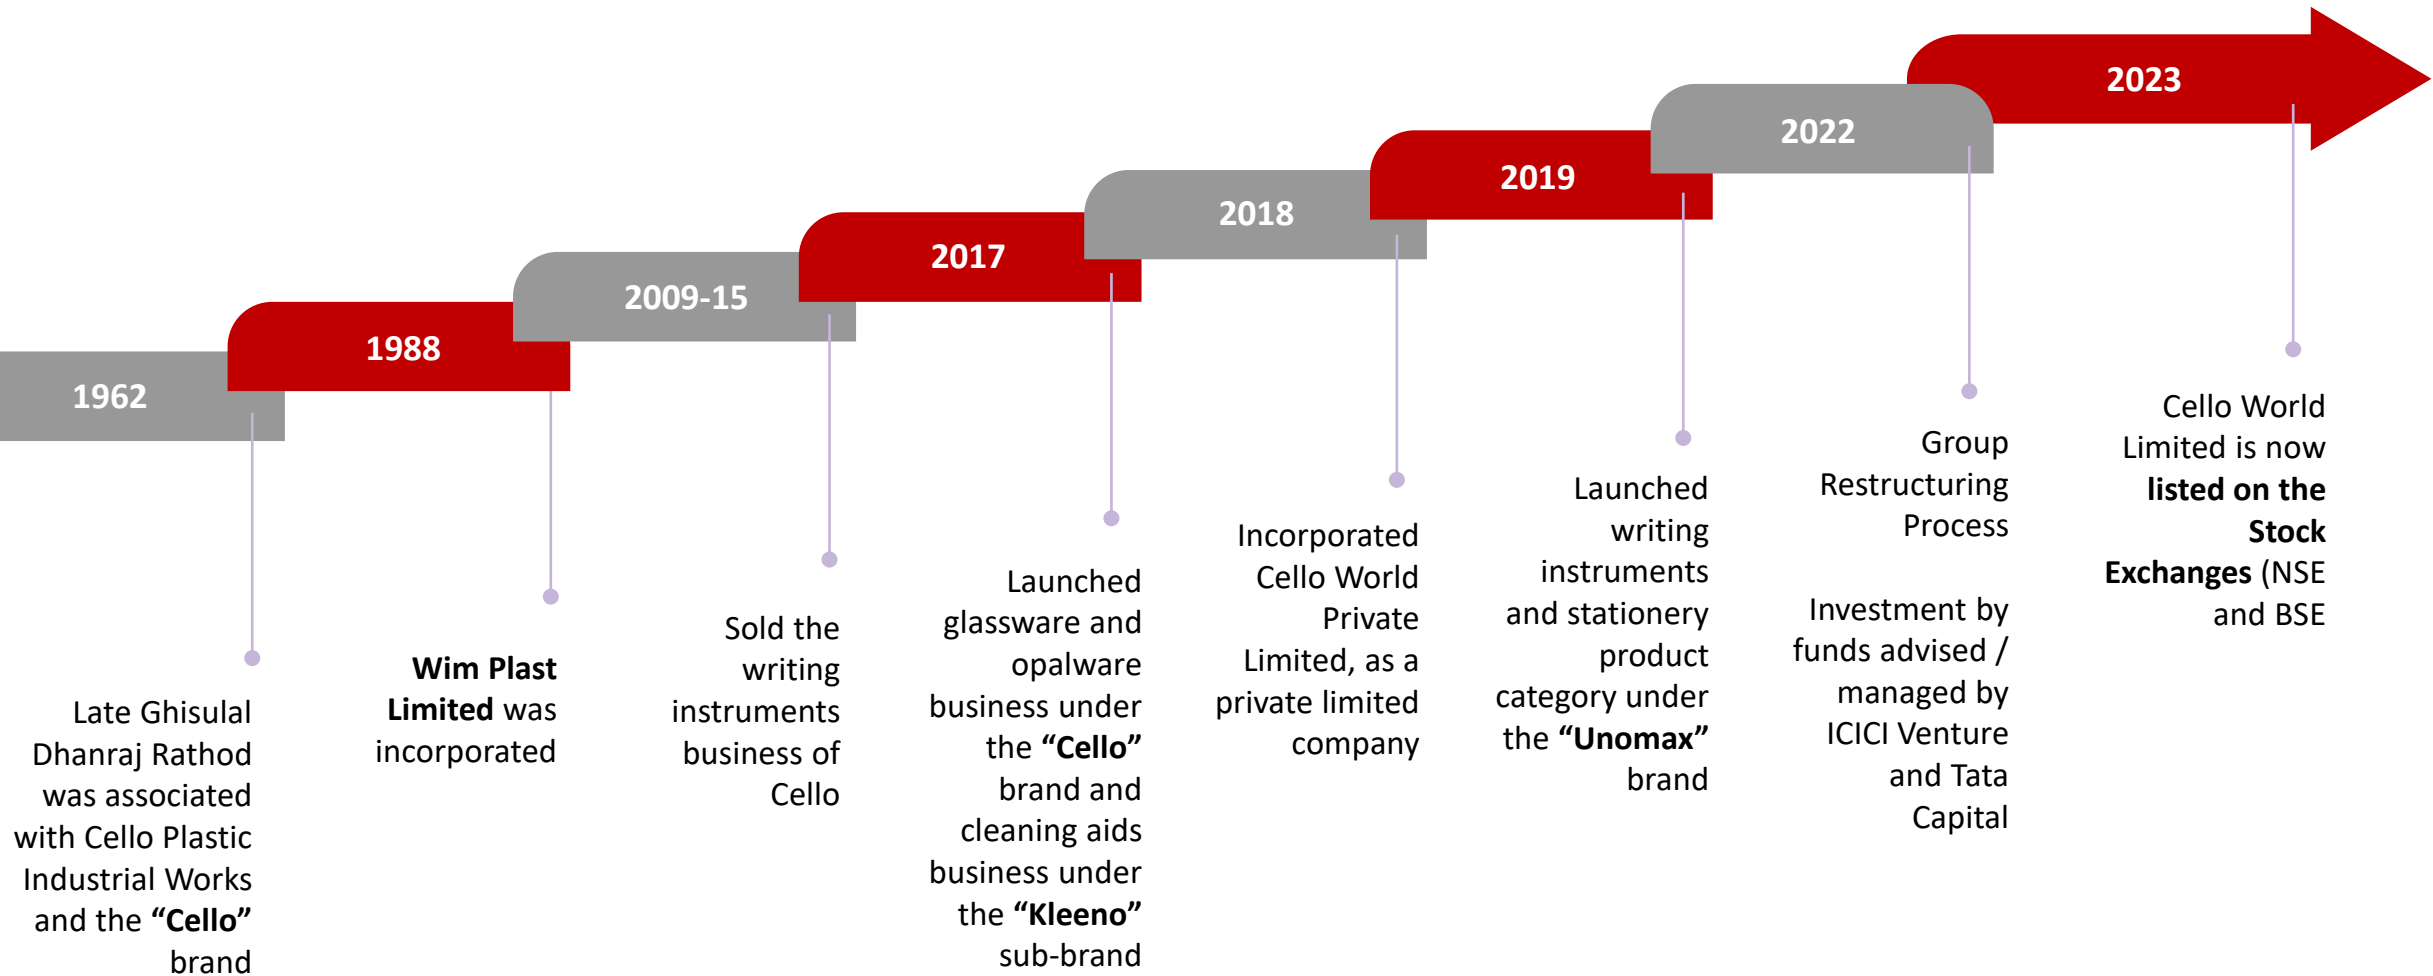 1962
Late Ghisulal
Dhanraj Rathod
was associated
with Cello Plastic
Industrial Works
and the “Cello”
brand
1988
Wim Plast
Limited was
incorporated
2009-15
Sold the
writing
instruments
business of
Cello
2017
Launched
glassware and
opalware
business under
the “Cello”
brand and
cleaning aids
business under
the “Kleeno”
sub-brand
2018
Incorporated
Cello World
Private
Limited, as a
private limited
company
2019
Launched
writing
instruments
and stationery
product
category under
the “Unomax”
brand
2022
Group
Restructuring
Process
Investment by
funds advised /
managed by
ICICI Venture
and Tata
Capital
2023
Cello World
Limited is now
listed on the
Stock
Exchanges (NSE
and BSE